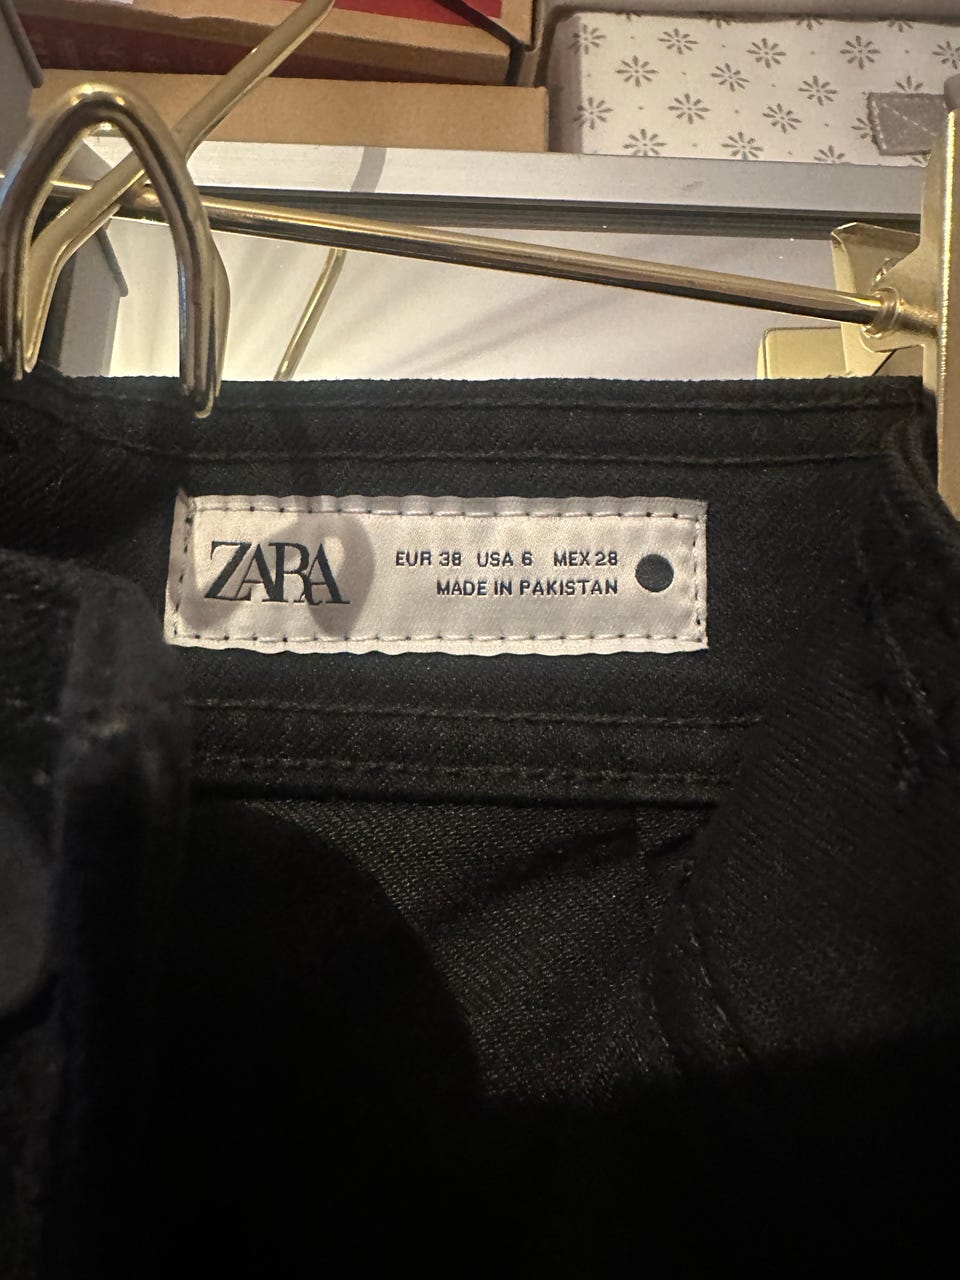 ZARA
EUR 38 USA 6 MEX 28
MADE IN PAKISTAN